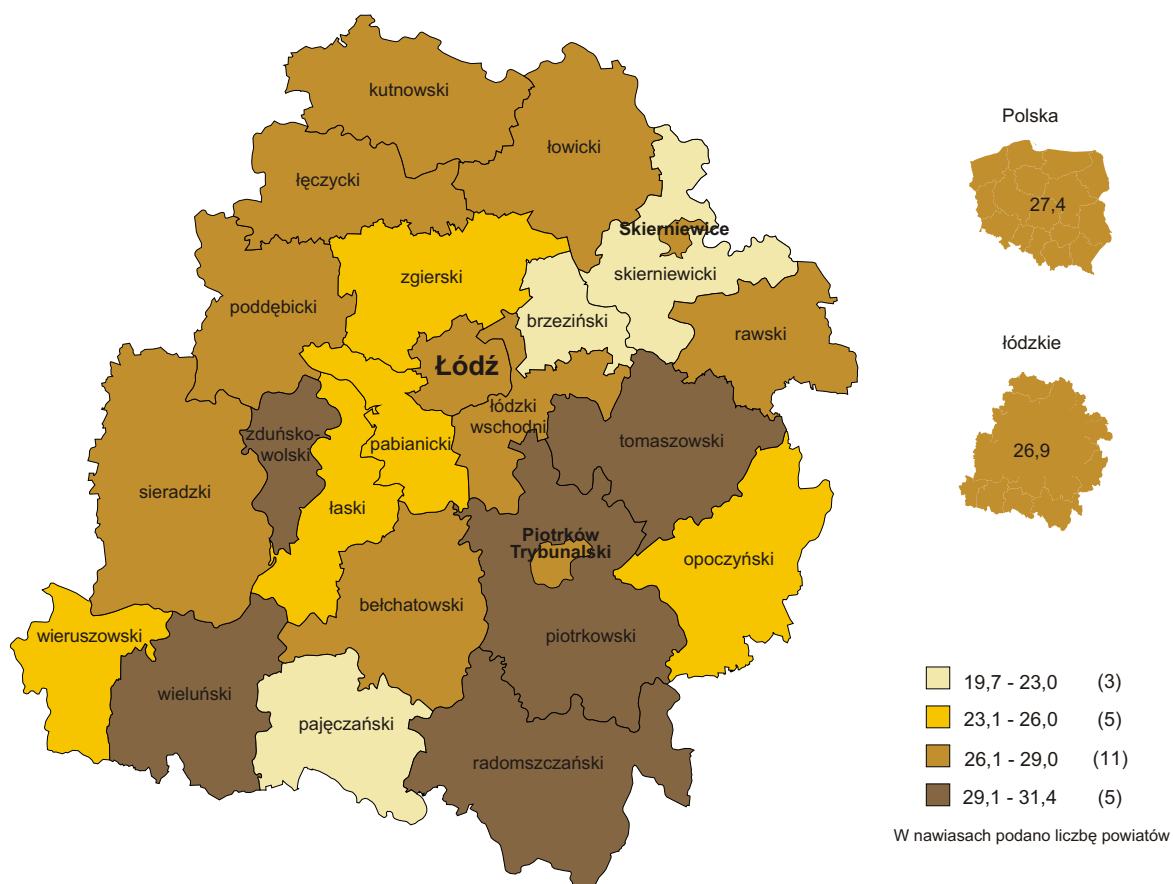 kutnowski
łowicki
łęczycki
Skierniewice
zgierski
skierniewicki
poddębicki
brzeziński
rawski
Łódź
łódzki
wschodni
zduńsko-
wolski
pabianicki
tomaszowski
sieradzki
łaski
Piotrków
Trybunalski
opoczyński
bełchatowski
piotrkowski
wieruszowski
wieluński
pajęczański
radomszczański
Polska
27,4
łódzkie
26,9
19,7 - 23,0 (3)
23,1 - 26,0 (5)
26,1 - 29,0 (11)
29,1 - 31,4 (5)
W nawiasach podano liczbę powiatów